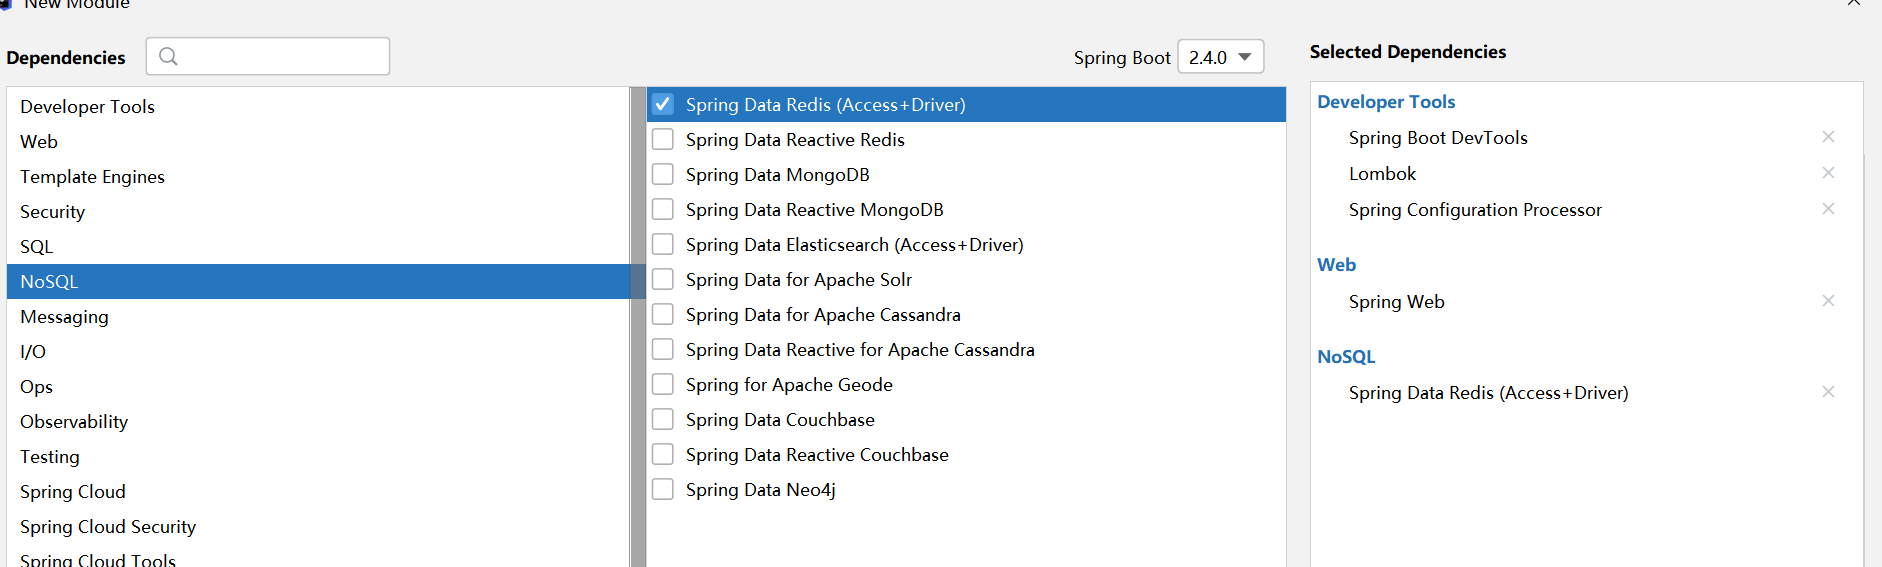 New Module
Dependencies
Spring Boot 2.4.0
Selected Dependencies
Developer Tools
Web
Template Engines
Security
SQL
NoSQL
Messaging
I/O
Ops
Observability
Testing
Spring Cloud
Spring Cloud Security
Spring Cloud Tools
Spring Data Redis (Access+Driver)
Spring Data Reactive Redis
Spring Data MongoDB
Spring Data Reactive MongoDB
Spring Data Elasticsearch (Access+Driver)
Spring Data for Apache Solr
Spring Data for Apache Cassandra
Spring Data Reactive for Apache Cassandra
Spring for Apache Geode
Spring Data Couchbase
Spring Data Reactive Couchbase
Spring Data Neo4j
Developer Tools
Spring Boot DevTools
Lombok
Spring Configuration Processor
Web
Spring Web
NoSQL
Spring Data Redis (Access+Driver)